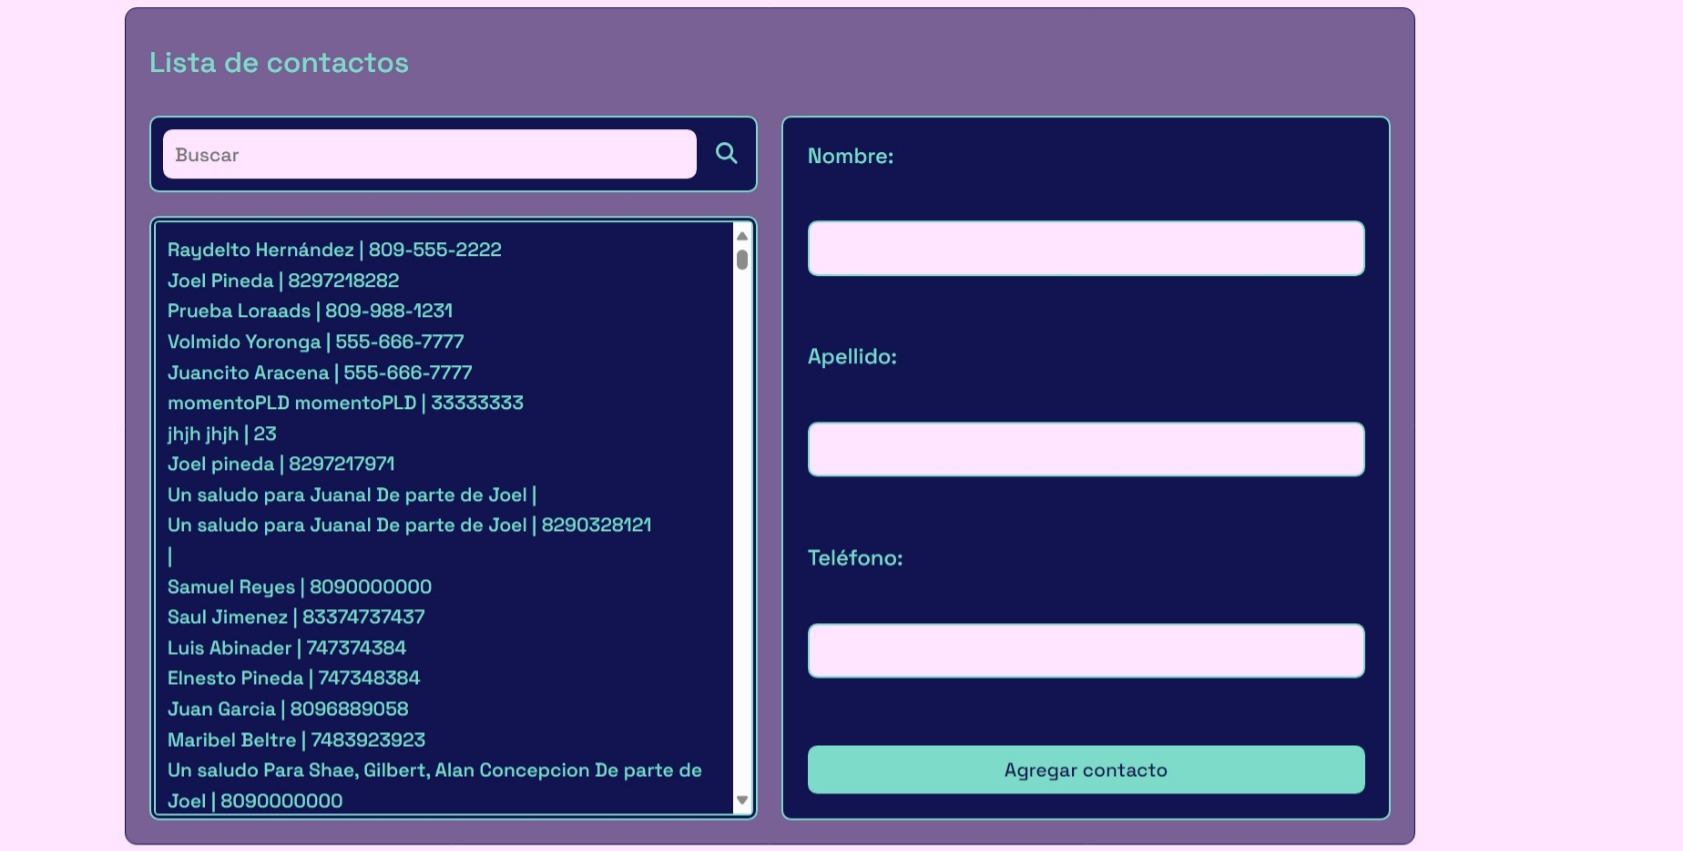 Lista de contactos
Buscar
Raydelto Hernández | 809-555-2222
Joel Pineda | 8297218282
Prueba Loraads | 809-988-1231
Volmido Yoronga | 555-666-7777
Juancito Aracena | 555-666-7777
momentoPLD momentoPLD | 33333333
jhjh jhjh | 23
Joel pineda | 8297217971
Un saludo para Juanal De parte de Joel |
Un saludo para Juanal De parte de Joel | 8290328121
|
Samuel Reyes | 8090000000
Saul Jimenez | 83374737437
Luis Abinader | 747374384
Elnesto Pineda | 747348384
Juan Garcia | 8096889058
Maribel Beltre | 7483923923
Un saludo Para Shae, Gilbert, Alan Concepcion De parte de
Joel | 8090000000
Nombre:
Apellido:
Teléfono:
Agregar contacto